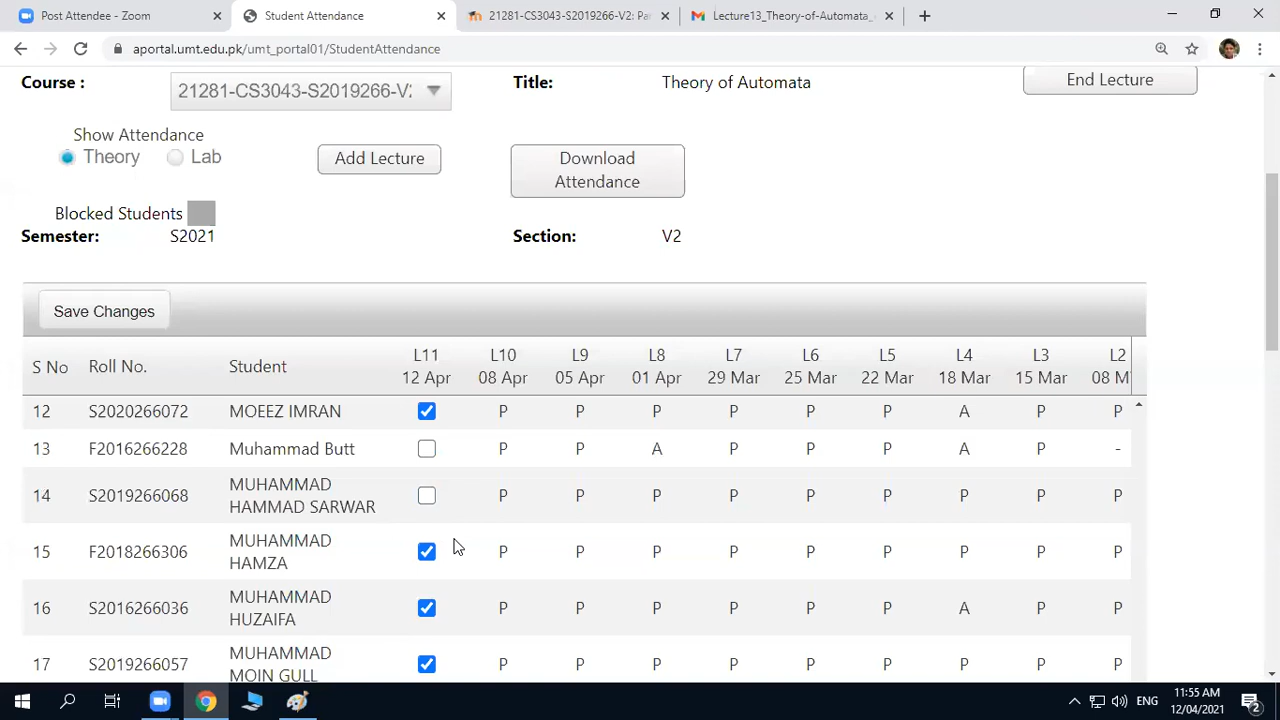 Post Attendee - Zoom
Student Attendance
21281-CS3043-S2019266-V2: Par
Lecture13_Theory-of-Automata_
aportal.umt.edu.pk/umt_portal01/StudentAttendance
Course :
21281-CS3043-S2019266-V2
Title:
Theory of Automata
End Lecture
Show Attendance
Theory
Lab
Add Lecture
Download
Attendance
Blocked Students
Semester:
S2021
Section:
V2
Save Changes
S No Roll No. Student L11 12 Apr L10 08 Apr L9 05 Apr L8 01 Apr L7 29 Mar L6 25 Mar L5 22 Mar L4 18 Mar L3 15 Mar L2 08 M
12 S2020266072 MOEEZ IMRAN P P P P P P A P P
13 F2016266228 Muhammad Butt P P A P P P A P -
14 S2019266068 MUHAMMAD HAMMAD SARWAR P P P P P P P P P
15 F2018266306 MUHAMMAD HAMZA P P P P P P P P P
16 S2016266036 MUHAMMAD HUZAIFA P P P P P P A P P
17 S2019266057 MUHAMMAD MOIN GULL P P P P P P P P P
ENG
11:55 AM
12/04/2021
2